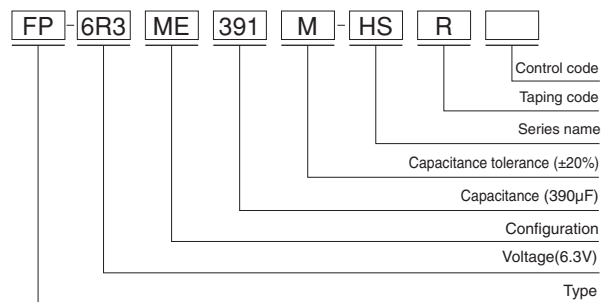 FP-6R3 ME 391 M-HS R
Control code
Taping code
Series name
Capacitance tolerance (±20%)
Capacitance (390µF)
Configuration
Voltage(6.3V)
Type